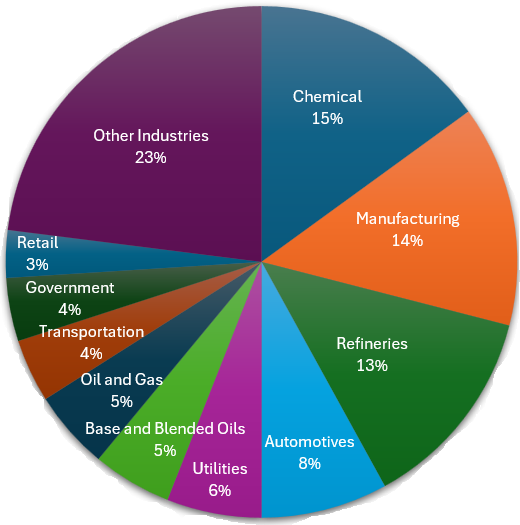 Chemical
15%
Manufacturing
14%
Refineries
13%
Automotives
8%
Utilities
6%
Base and Blended Oils
5%
Oil and Gas
5%
Transportation
4%
Government
4%
Retail
3%
Other Industries
23%